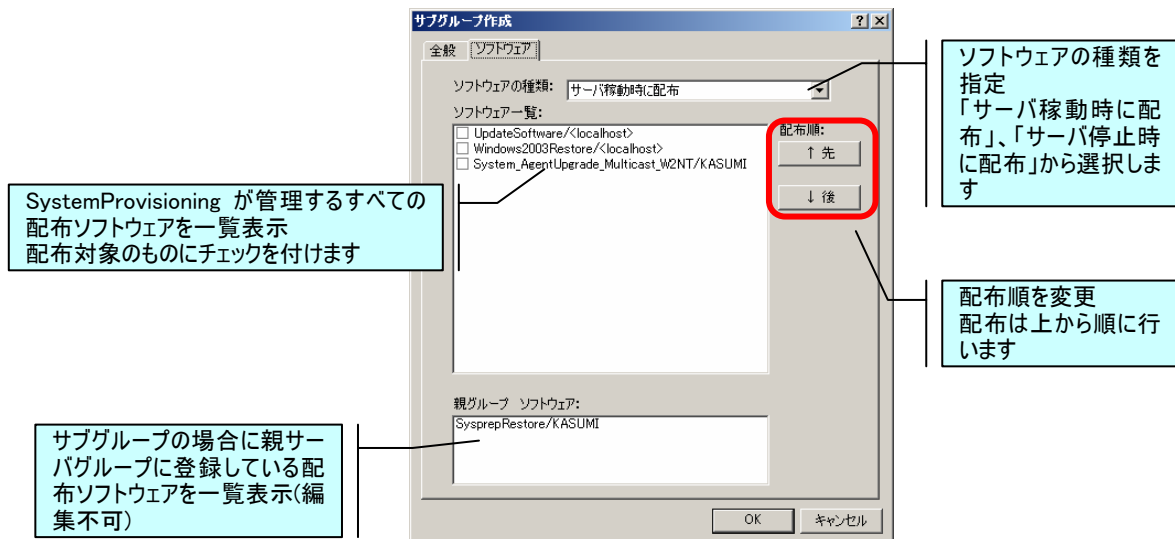 サブグループ作成
全般
ソフトウェア
ソフトウェアの種類:
サーバ稼動時に配布
ソフトウェア一覧:
UpdateSoftware/<localhost>
Windows2003Restore/<localhost>
System_AgentUpgrade_Multicast_W2NT/KASUMI
配布順:
↑ 先
↓ 後
親グループ ソフトウェア:
SysprepRestore/KASUMI
OK
キャンセル
ソフトウェアの種類を
指定
「サーバ稼動時に配
布」、「サーバ停止時
に配布」から選択しま
す
SystemProvisioning が管理するすべての
配布ソフトウェアを一覧表示
配布対象のものにチェックを付けます
配布順を変更
配布は上から順に行
います
サブグループの場合に親サー
バグループに登録している配
布ソフトウェアを一覧表示(編
集不可)